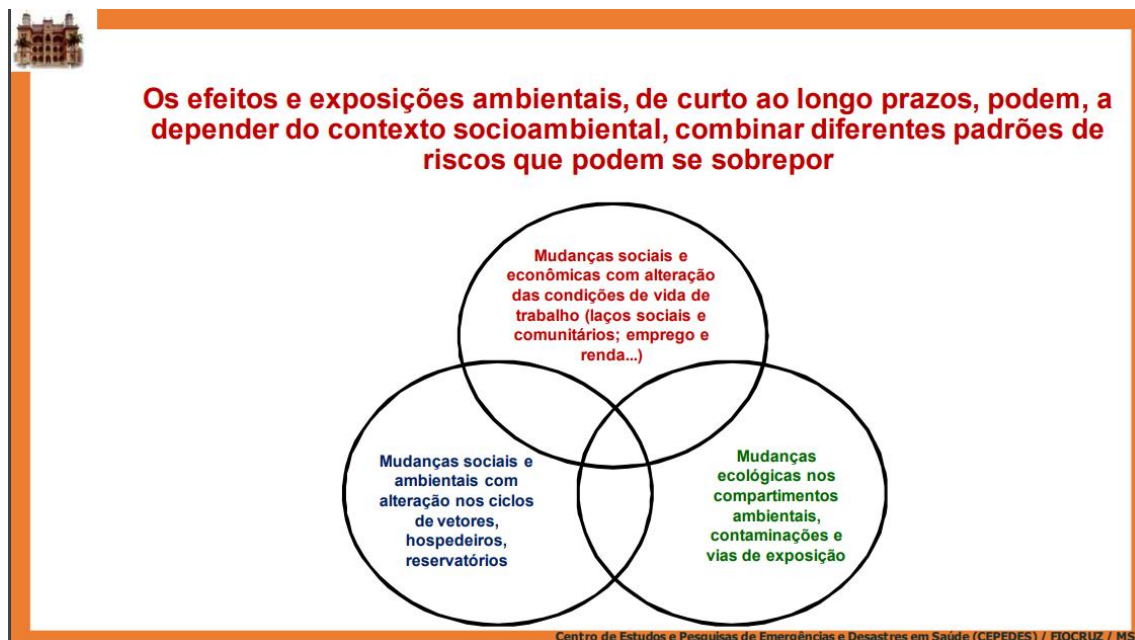 Os efeitos e exposições ambientais, de curto ao longo prazos, podem, a
depender do contexto socioambiental, combinar diferentes padrões de
riscos que podem se sobrepor
Mudanças sociais e
econômicas com alteração
das condições de vida de
trabalho (laços sociais e
comunitários; emprego e
renda...)
Mudanças sociais e
ambientais com
alteração nos ciclos
de vetores,
hospedeiros,
reservatórios
Mudanças
ecológicas nos
compartimentos
ambientais,
contaminações e
vias de exposição
Centro de Estudos e Pesquisas de Emergências e Desastres em Saúde (CEPEDES) / FIOCRUZ / MS